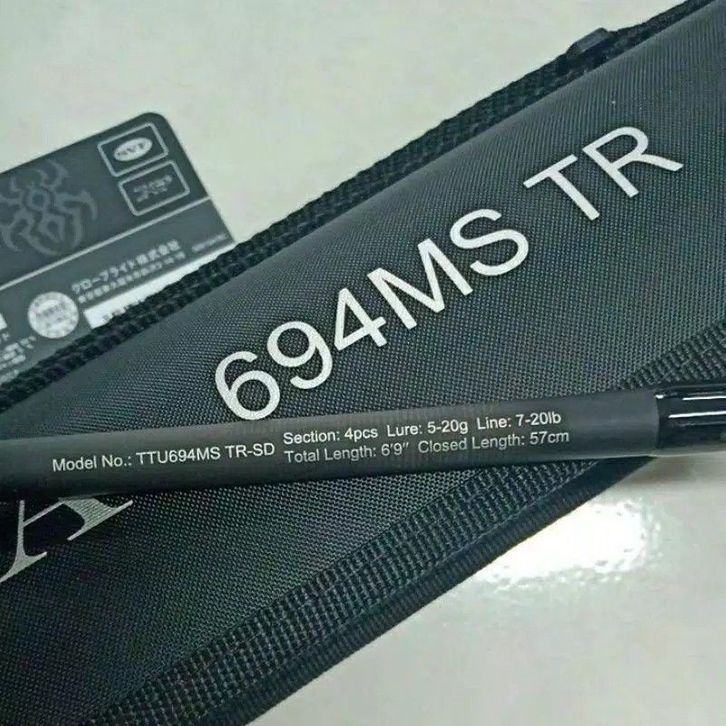 694MS TR
グローブライド株式会社
Model No.: TTU694MS TR-SD
Section: 4pcs Lure: 5-20g Line: 7-20lb
Total Length: 6'9" Closed Length: 57cm
A